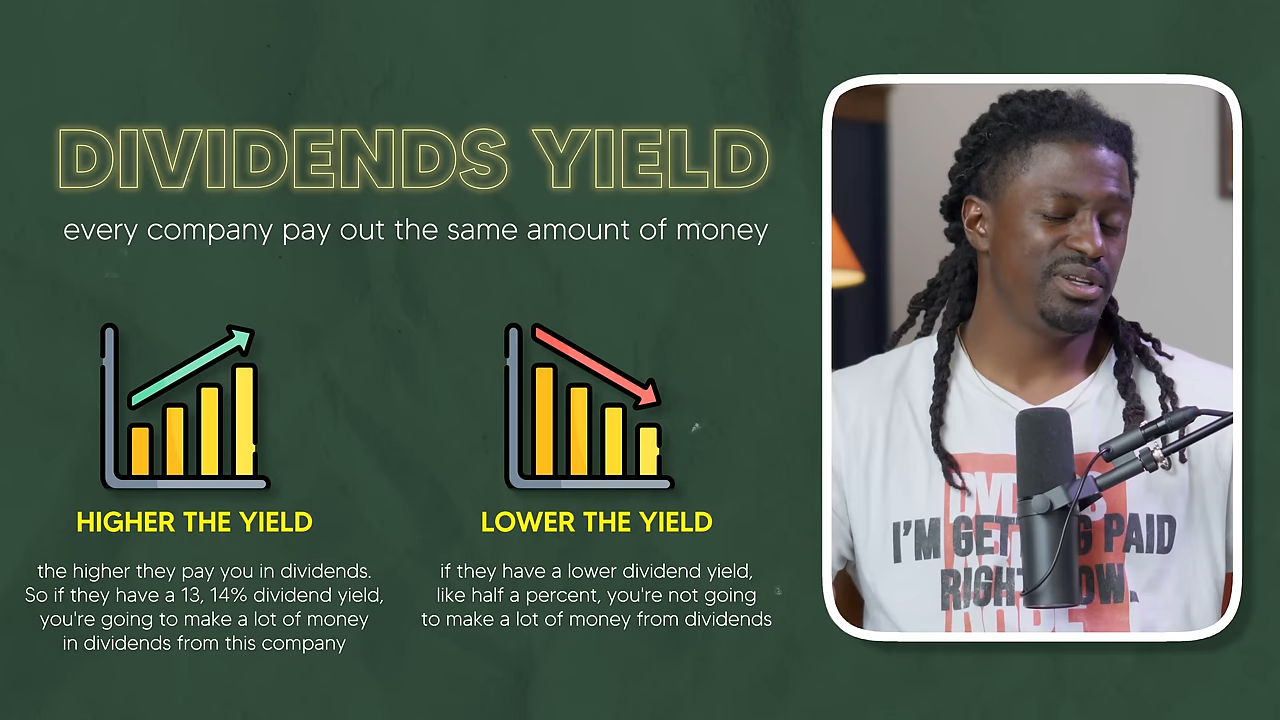 DIVIDENDS YIELD
every company pay out the same amount of money
HIGHER THE YIELD
the higher they pay you in dividends.
So if they have a 13, 14% dividend yield,
you're going to make a lot of money
in dividends from this company
LOWER THE YIELD
if they have a lower dividend yield,
like half a percent, you're not going
to make a lot of money from dividends
I'M GETTING PAID
RIGHT NOW.